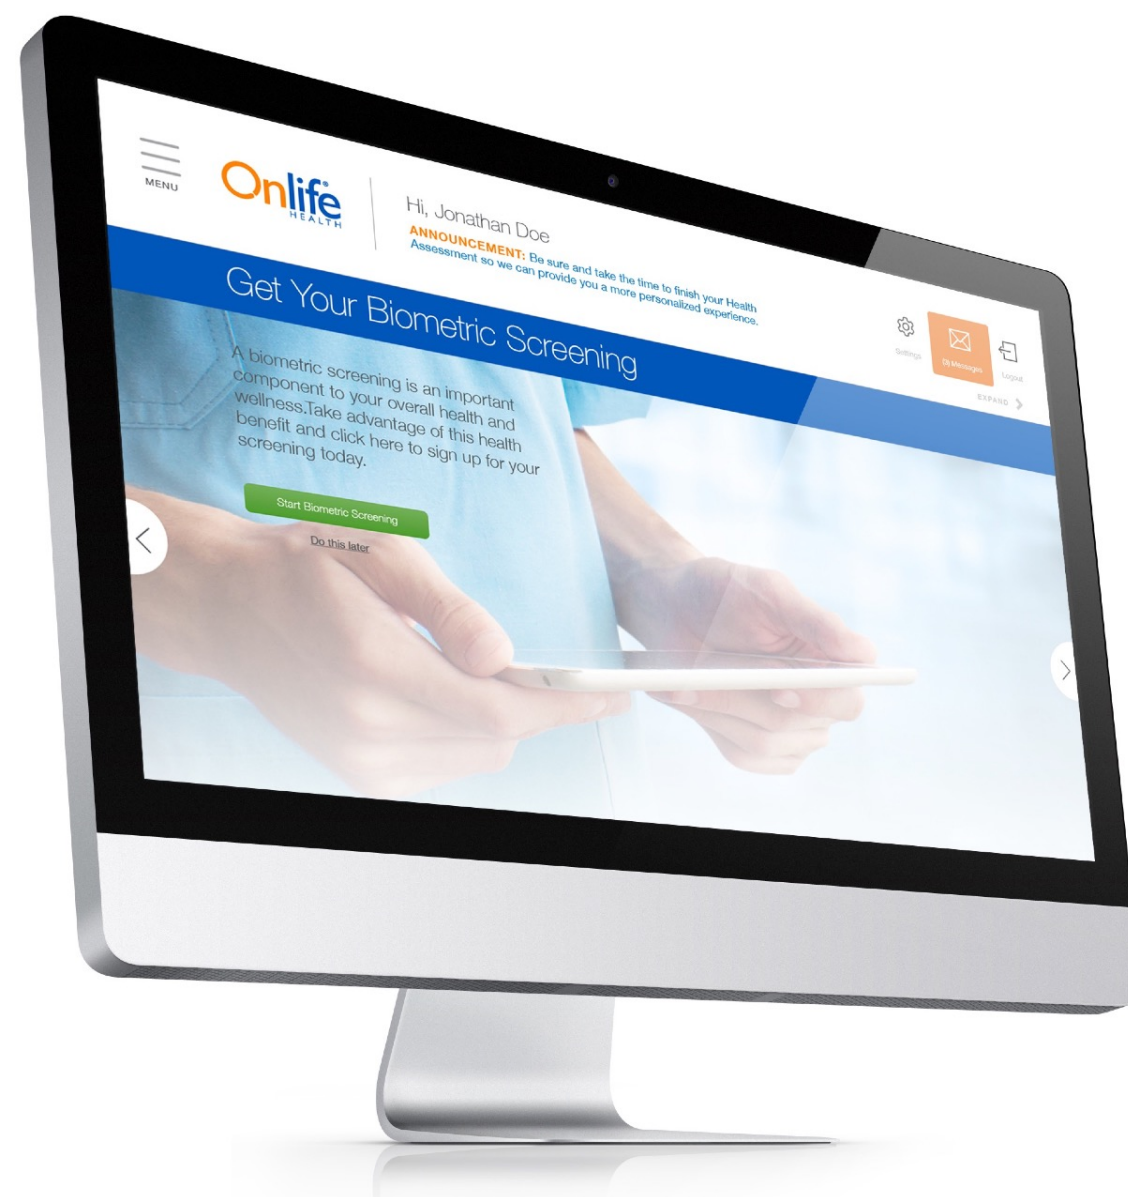 MENU
Onlife
HEALTH
Hi, Jonathan Doe
ANNOUNCEMENT: Be sure and take the time to finish your Health
Assessment so we can provide you a more personalized experience.
Settings
Messages
Logout
EXPAND
Get Your Biometric Screening
A biometric screening is an important
component to your overall health and
wellness.Take advantage of this health
benefit and click here to sign up for your
screening today.
Start Biometric Screening
Do this later